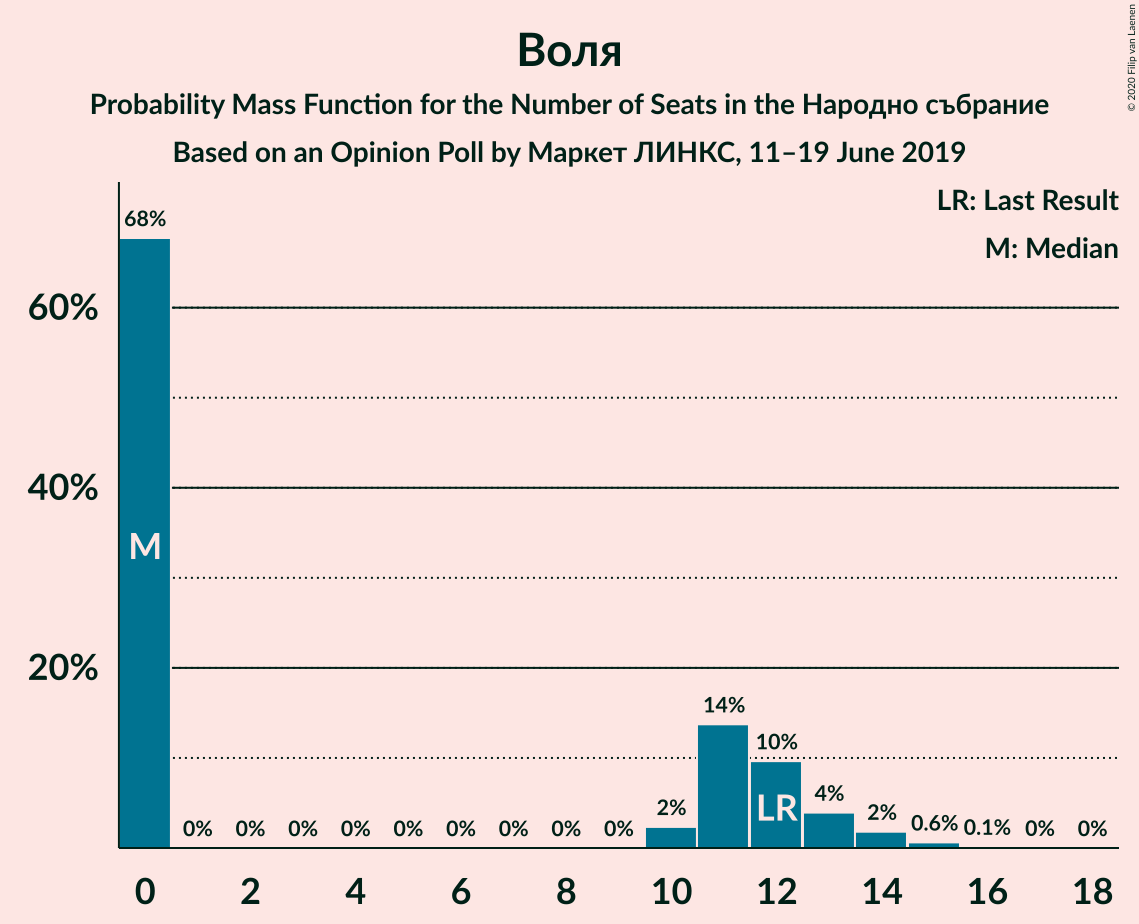 Воля
Probability Mass Function for the Number of Seats in the Народно събрание
Based on an Opinion Poll by Маркет ЛИНКС, 11–19 June 2019
© 2020 Filip van Laenen
LR: Last Result
M: Median
68%
60%
40%
M
20%
14%
10%
2%
LR
4%
2%
0.6%
0.1%
0% 0% 0% 0% 0% 0% 0% 0% 0% 0% 0%
0 2 4 6 8 10 12 14 16 18